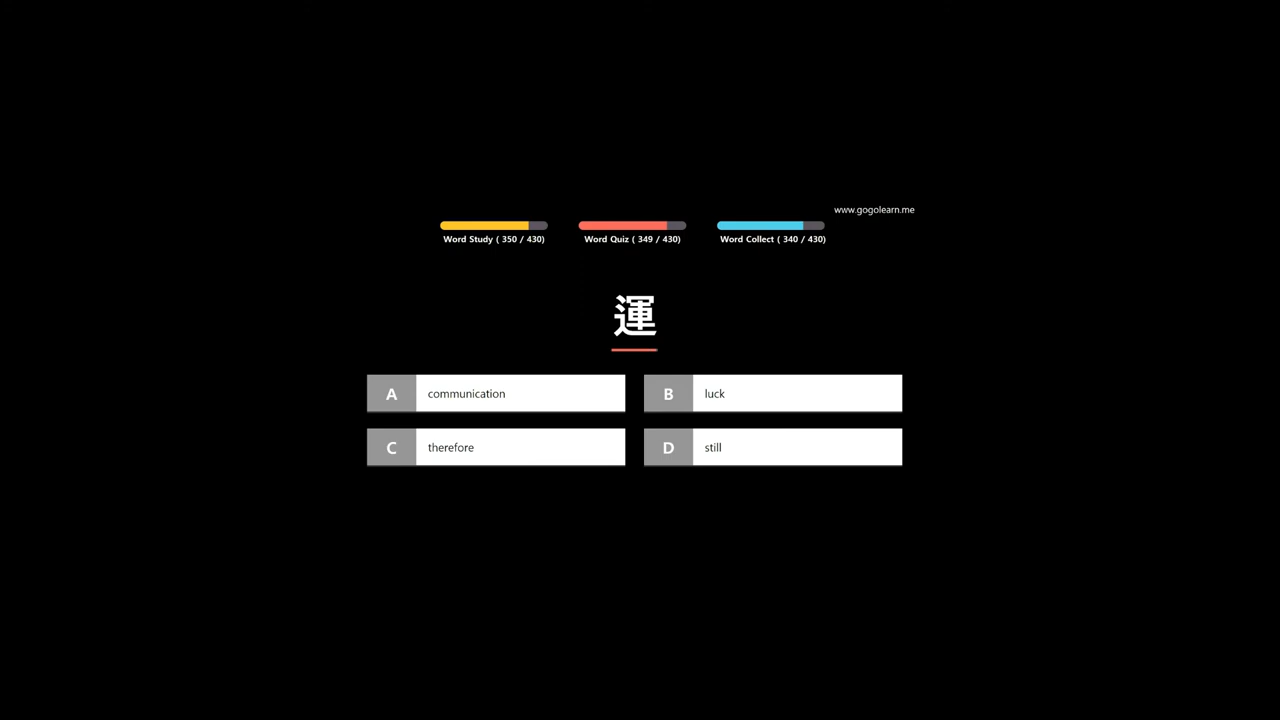 www.gogolearn.me
Word Study ( 350 / 430)
Word Quiz ( 349 / 430)
Word Collect ( 340 / 430)
運
A communication
B luck
C therefore
D still